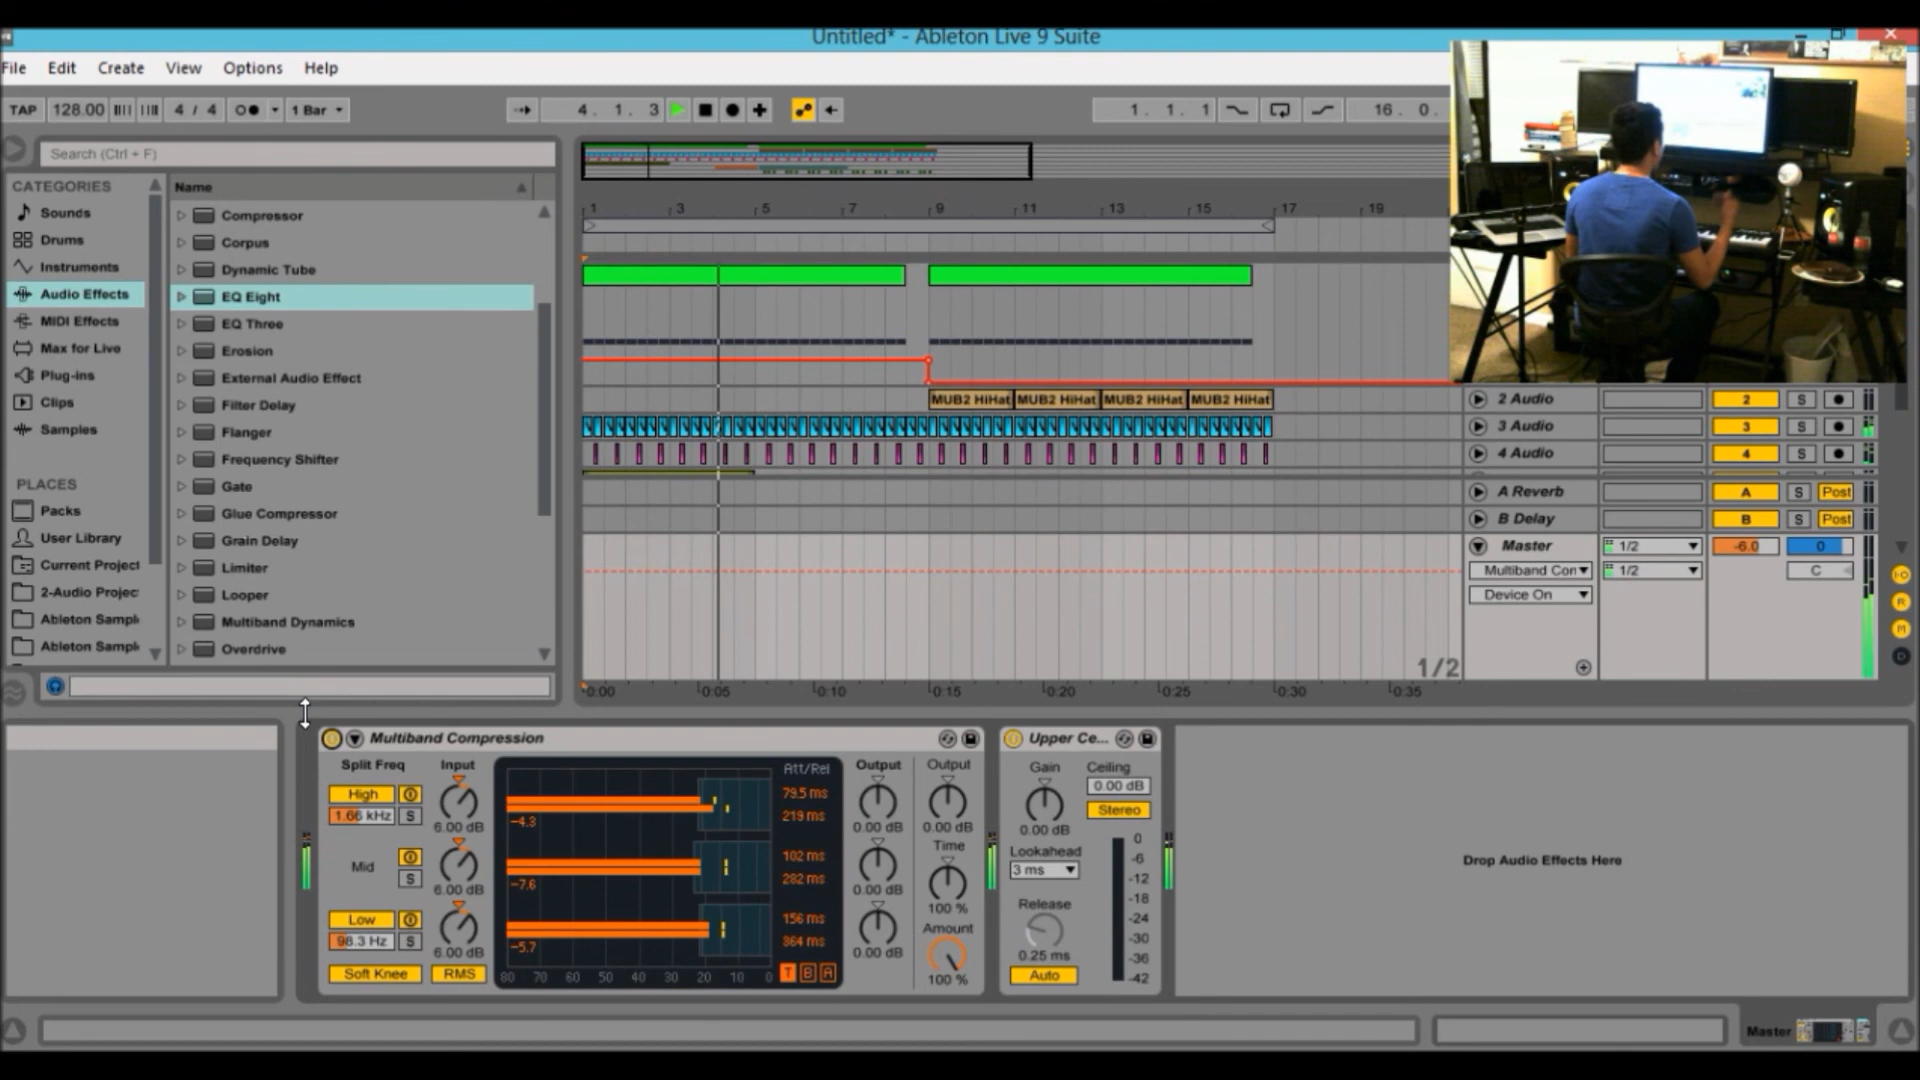 Untitled* - Ableton Live 9 Suite
File Edit Create View Options Help
TAP 128.00 4 / 4 1 Bar 4. 1. 3 1. 1. 1 16. 0.
Search (Ctrl + F)
CATEGORIES
Sounds
Drums
Instruments
Audio Effects
MIDI Effects
Max for Live
Plug-ins
Clips
Samples
PLACES
Packs
User Library
Current Project
2-Audio Projec
Ableton Sampl
Ableton Sampl
Name
Compressor
Corpus
Dynamic Tube
EQ Eight
EQ Three
Erosion
External Audio Effect
Filter Delay
Flanger
Frequency Shifter
Gate
Glue Compressor
Grain Delay
Limiter
Looper
Multiband Dynamics
Overdrive
1 3 5 7 9 11 13 15 17 19
MUB2 HiHat MUB2 HiHat MUB2 HiHat MUB2 HiHat
2 Audio 2 S
3 Audio 3 S
4 Audio 4 S
A Reverb A S Post
B Delay B S Post
Master 1/2 -6.0 0
Multiband Con 1/2 C
Device On
1/2
0:00 0:05 0:10 0:15 0:20 0:25 0:30 0:35
Multiband Compression
Split Freq Input Att/Rel Output Output
High 79.5 ms
1.66 kHz S 219 ms
6.00 dB -4.3 0.00 dB 0.00 dB
Time
Mid 102 ms
S 282 ms
6.00 dB -7.6 0.00 dB 100 %
Low 156 ms Amount
98.3 Hz S 364 ms
6.00 dB -5.7 0.00 dB
Soft Knee RMS 80 70 60 50 40 30 20 10 0 T B A 100 %
Upper Ce...
Gain Ceiling
0.00 dB
Stereo
0.00 dB
Lookahead
3 ms
Release
0.25 ms
Auto
0
-6
-12
-18
-24
-30
-36
-42
Drop Audio Effects Here
Master